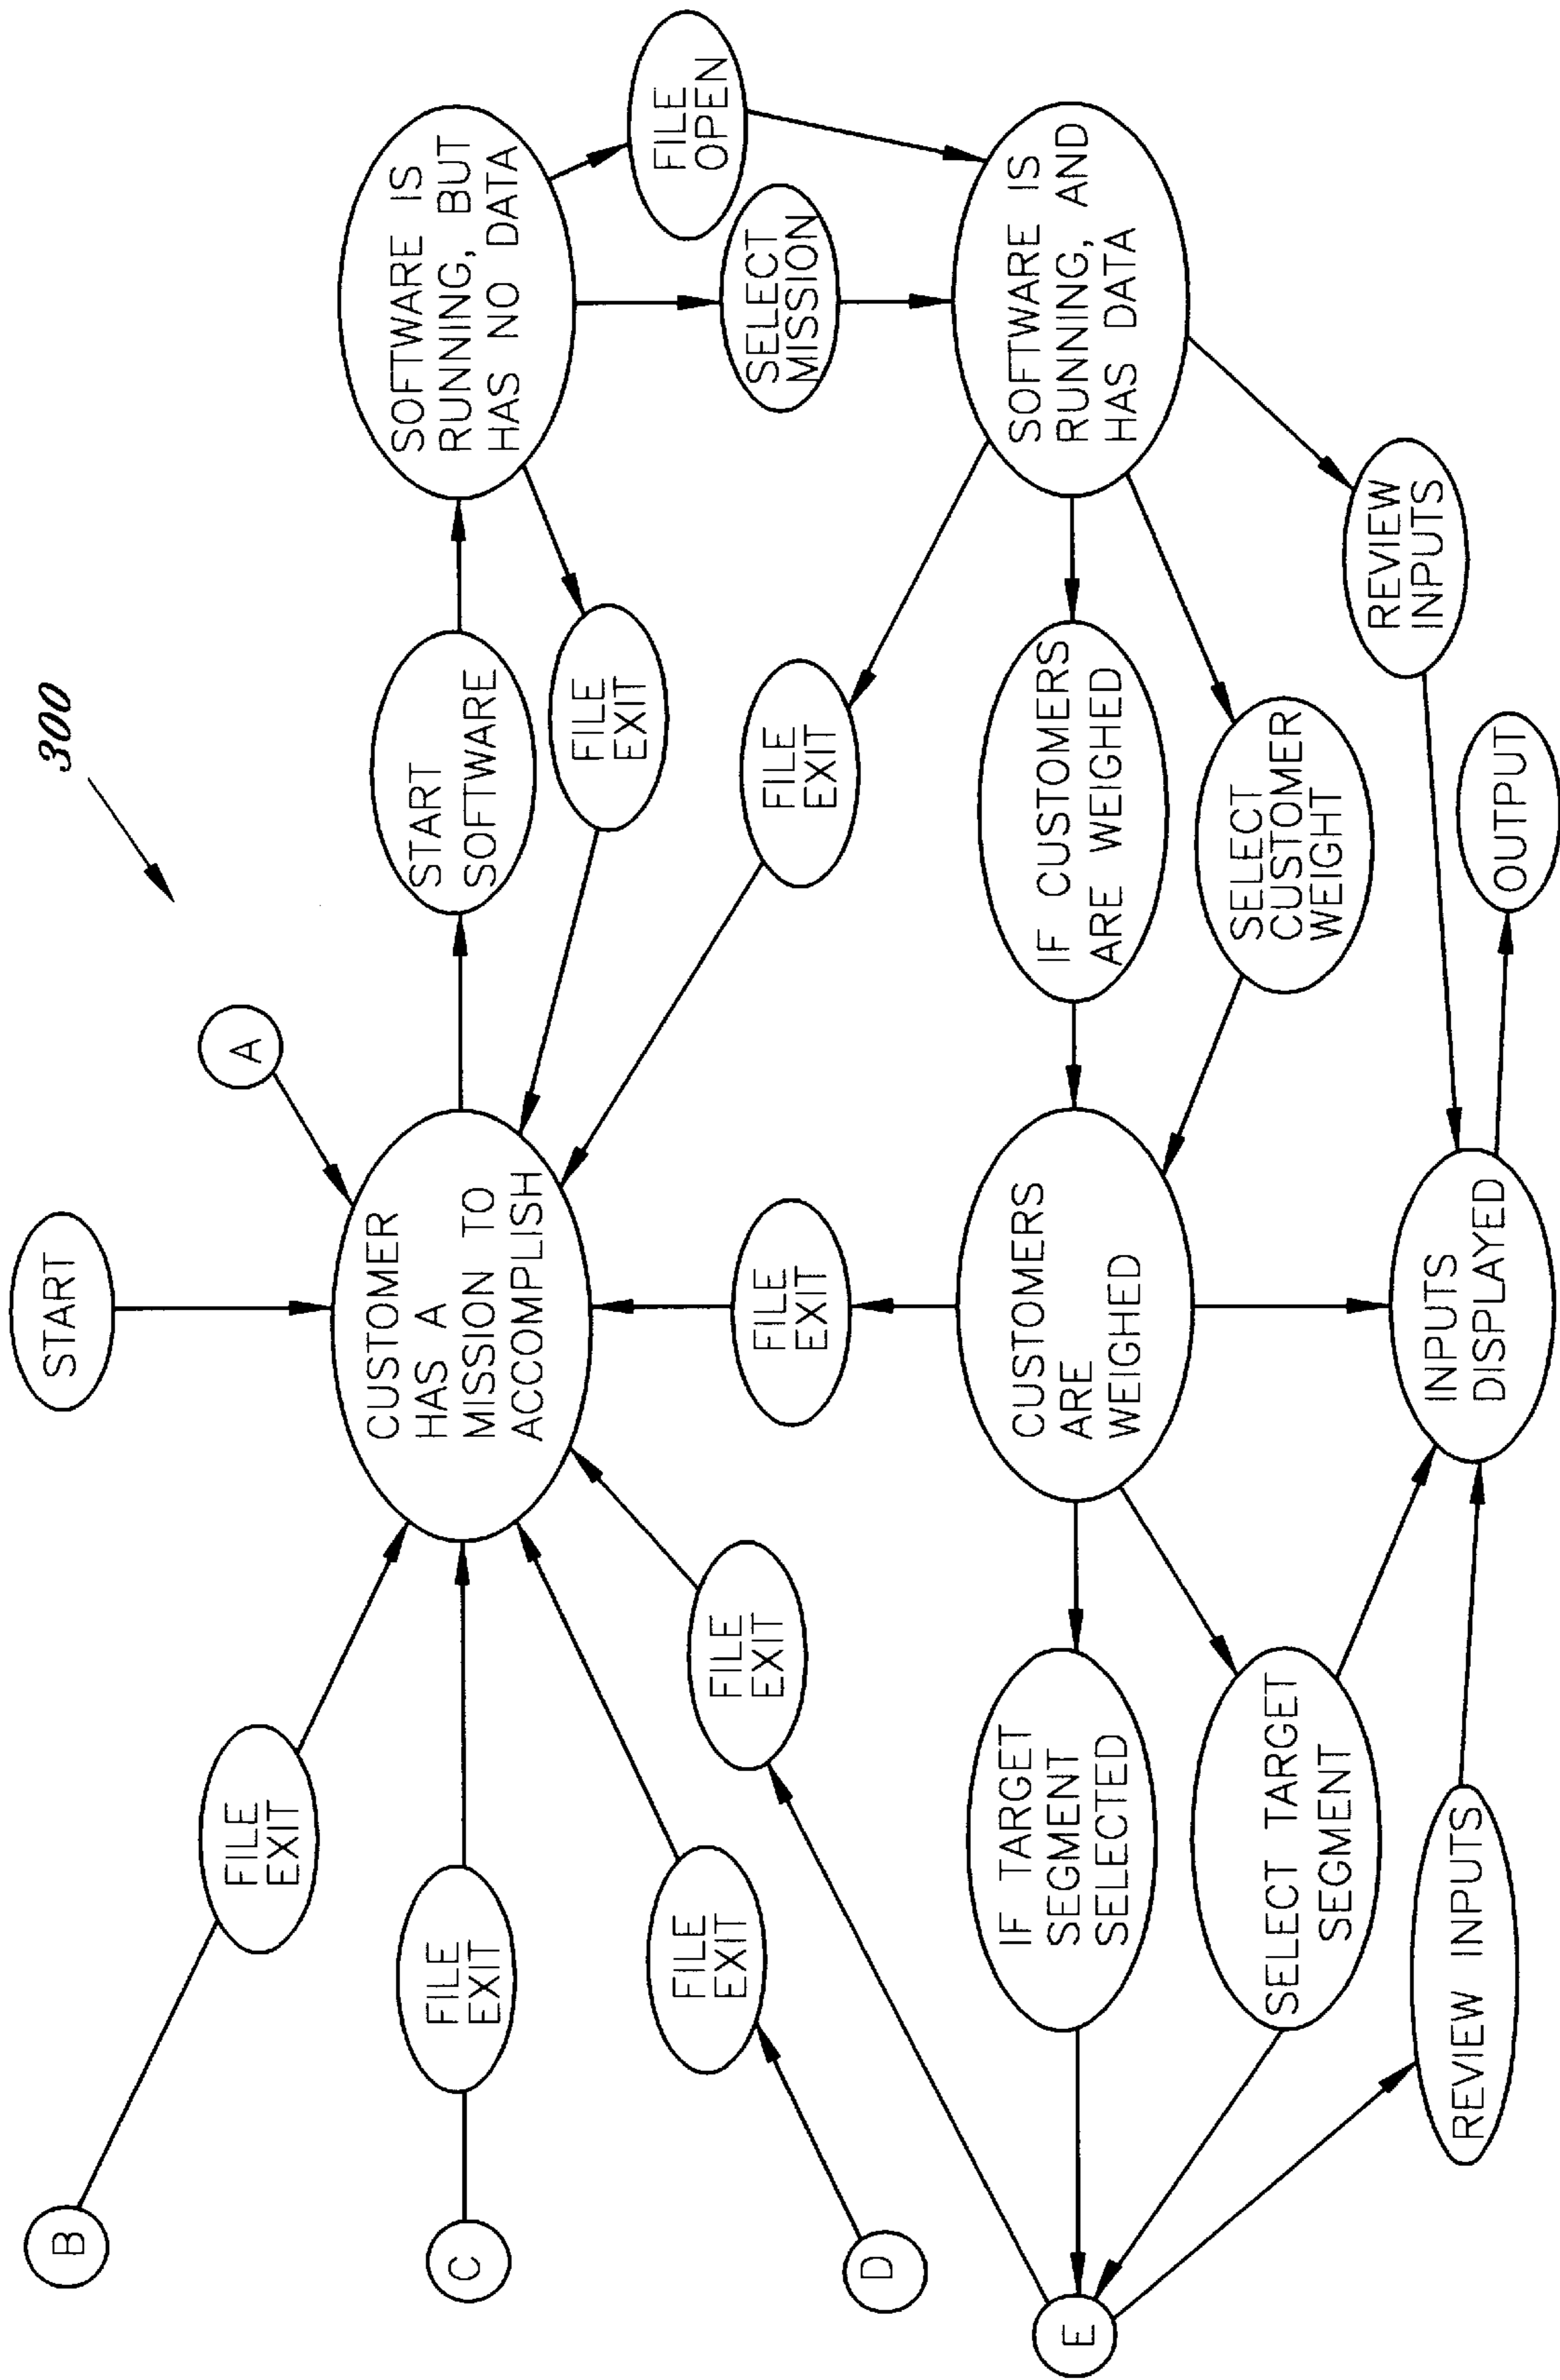 300
START
A
B
FILE
EXIT
C
FILE
EXIT
D
FILE
EXIT
FILE
EXIT
CUSTOMER
HAS A
MISSION TO
ACCOMPLISH
START
SOFTWARE
FILE
EXIT
SOFTWARE IS
RUNNING, BUT
HAS NO DATA
FILE
OPEN
SELECT
MISSION
FILE
EXIT
FILE
EXIT
SOFTWARE IS
RUNNING, AND
HAS DATA
IF CUSTOMERS
ARE WEIGHED
SELECT
CUSTOMER
WEIGHT
REVIEW
INPUTS
CUSTOMERS
ARE
WEIGHED
IF TARGET
SEGMENT
SELECTED
SELECT TARGET
SEGMENT
E
REVIEW INPUTS
INPUTS
DISPLAYED
OUTPUT